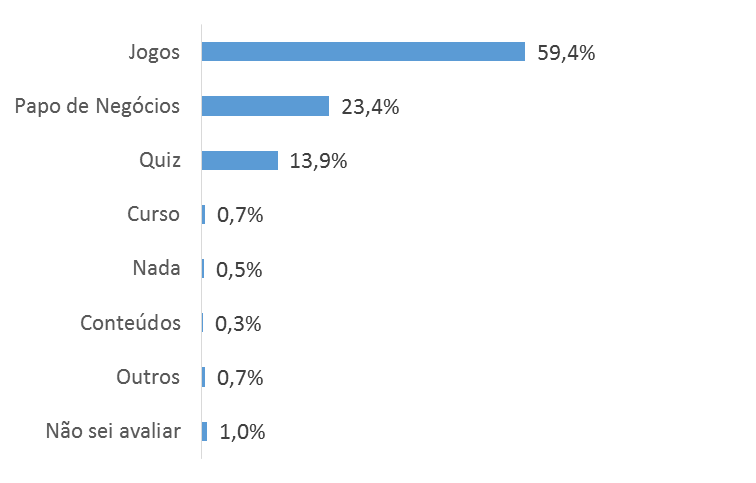 Jogos 59,4%
Papo de Negócios 23,4%
Quiz 13,9%
Curso 0,7%
Nada 0,5%
Conteúdos 0,3%
Outros 0,7%
Não sei avaliar 1,0%